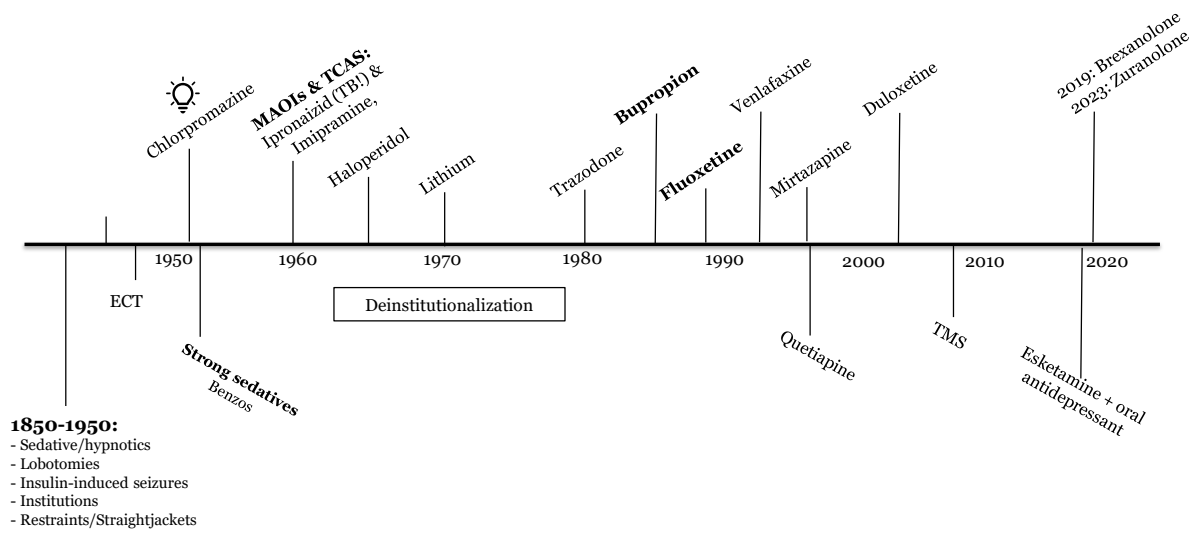 Chlorpromazine
MAOIs & TCAS:
Ipronaizid (TB!) &
Imipramine,
Haloperidol
Lithium
Trazodone
Bupropion
Fluoxetine
Venlafaxine
Mirtazapine
Duloxetine
2019: Brexanolone
2023: Zuranolone
1950
1960
1970
1980
1990
2000
2010
2020
ECT
Deinstitutionalization
Strong sedatives
Benzos
Quetiapine
TMS
Esketamine + oral
antidepressant
1850-1950:
- Sedative/hypnotics
- Lobotomies
- Insulin-induced seizures
- Institutions
- Restraints/Straightjackets